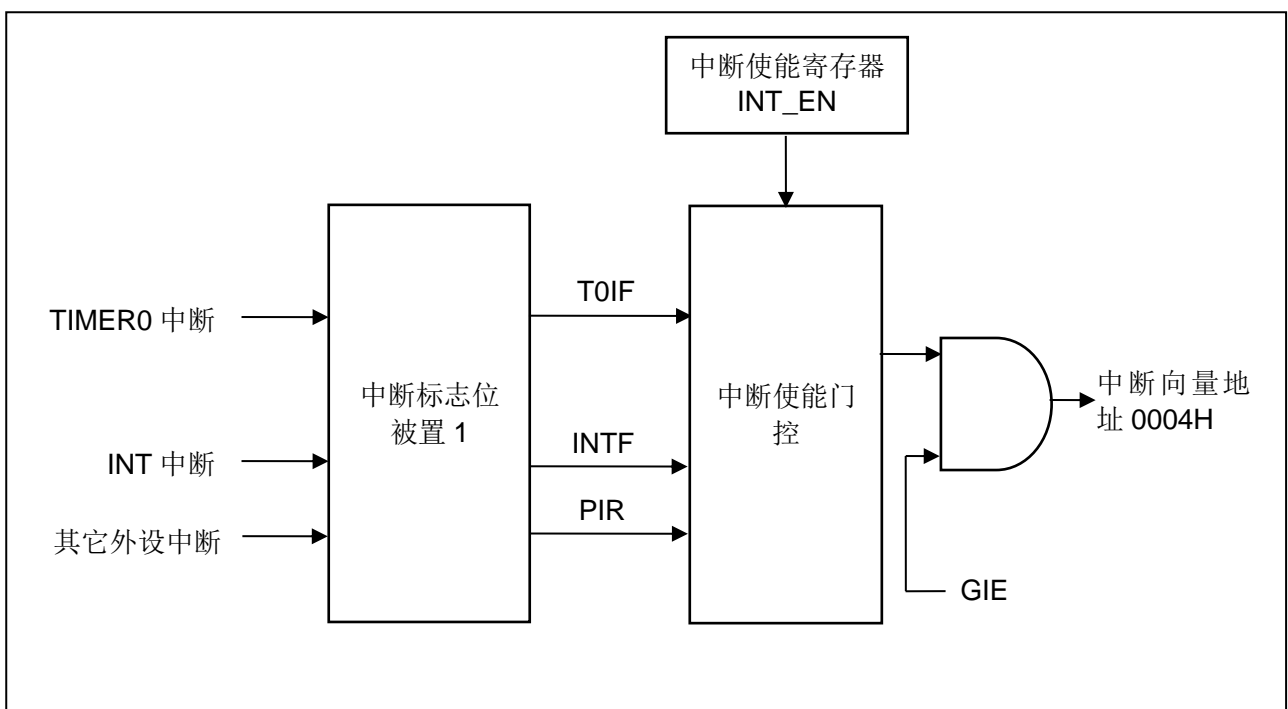 中断使能寄存器
INT_EN
TIMER0 中断
INT 中断
其它外设中断
中断标志位
被置 1
T0IF
INTF
PIR
中断使能门
控
GIE
中断向量地
址 0004H